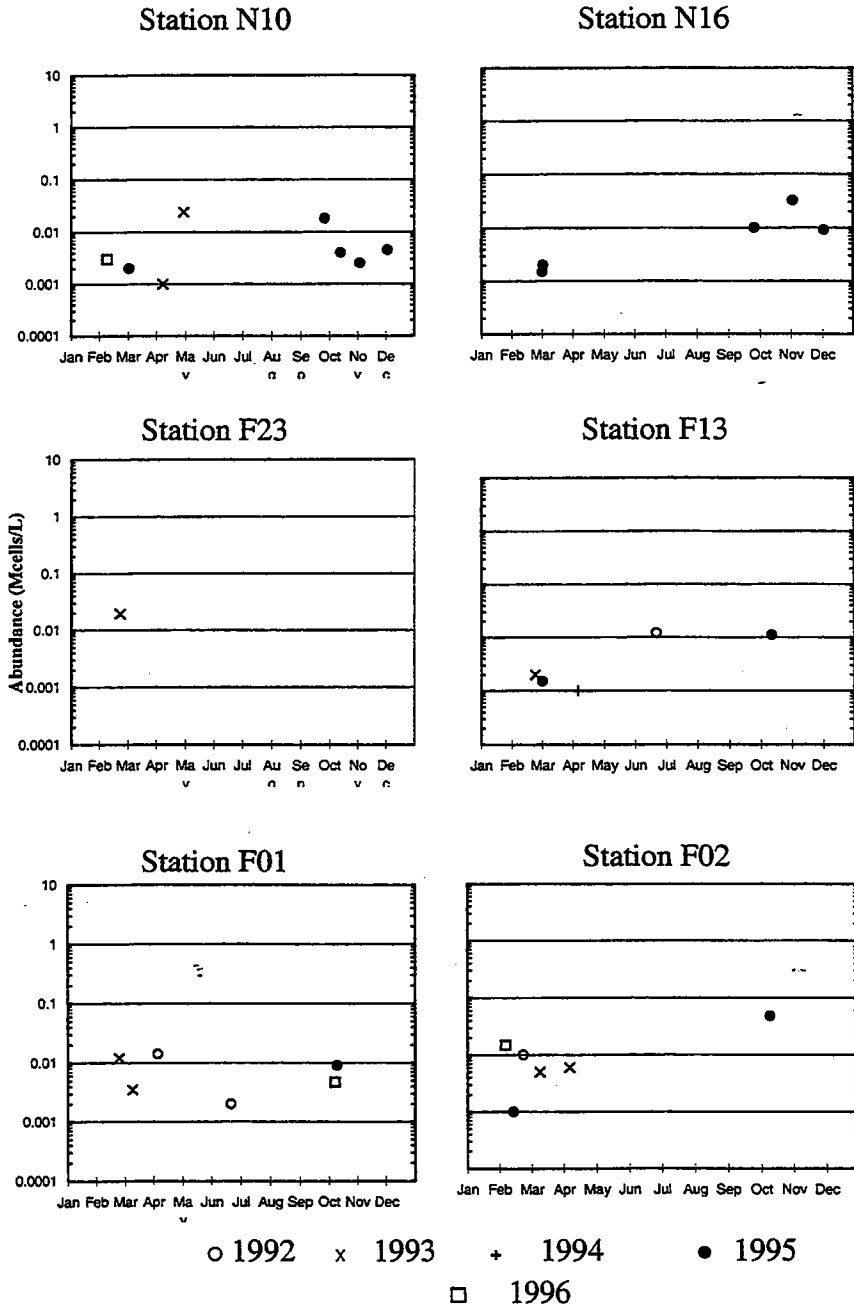 Station N10
Station N16
10
1
0.1
0.01
0.001
0.0001
Jan Feb Mar Apr Ma Jun Jul Au Se Oct No De
Jan Feb Mar Apr May Jun Jul Aug Sep Oct Nov Dec
Station F23
Station F13
Abundance (Mcells/L)
10
1
0.1
0.01
0.001
0.0001
Jan Feb Mar Apr Ma Jun Jul Au Se Oct No De
Jan Feb Mar Apr May Jun Jul Aug Sep Oct Nov Dec
Station F01
Station F02
10
1
0.1
0.01
0.001
0.0001
Jan Feb Mar Apr Ma Jun Jul Aug Sep Oct Nov Dec
Jan Feb Mar Apr May Jun Jul Aug Sep Oct Nov Dec
1992 1993 1994 1995
1996